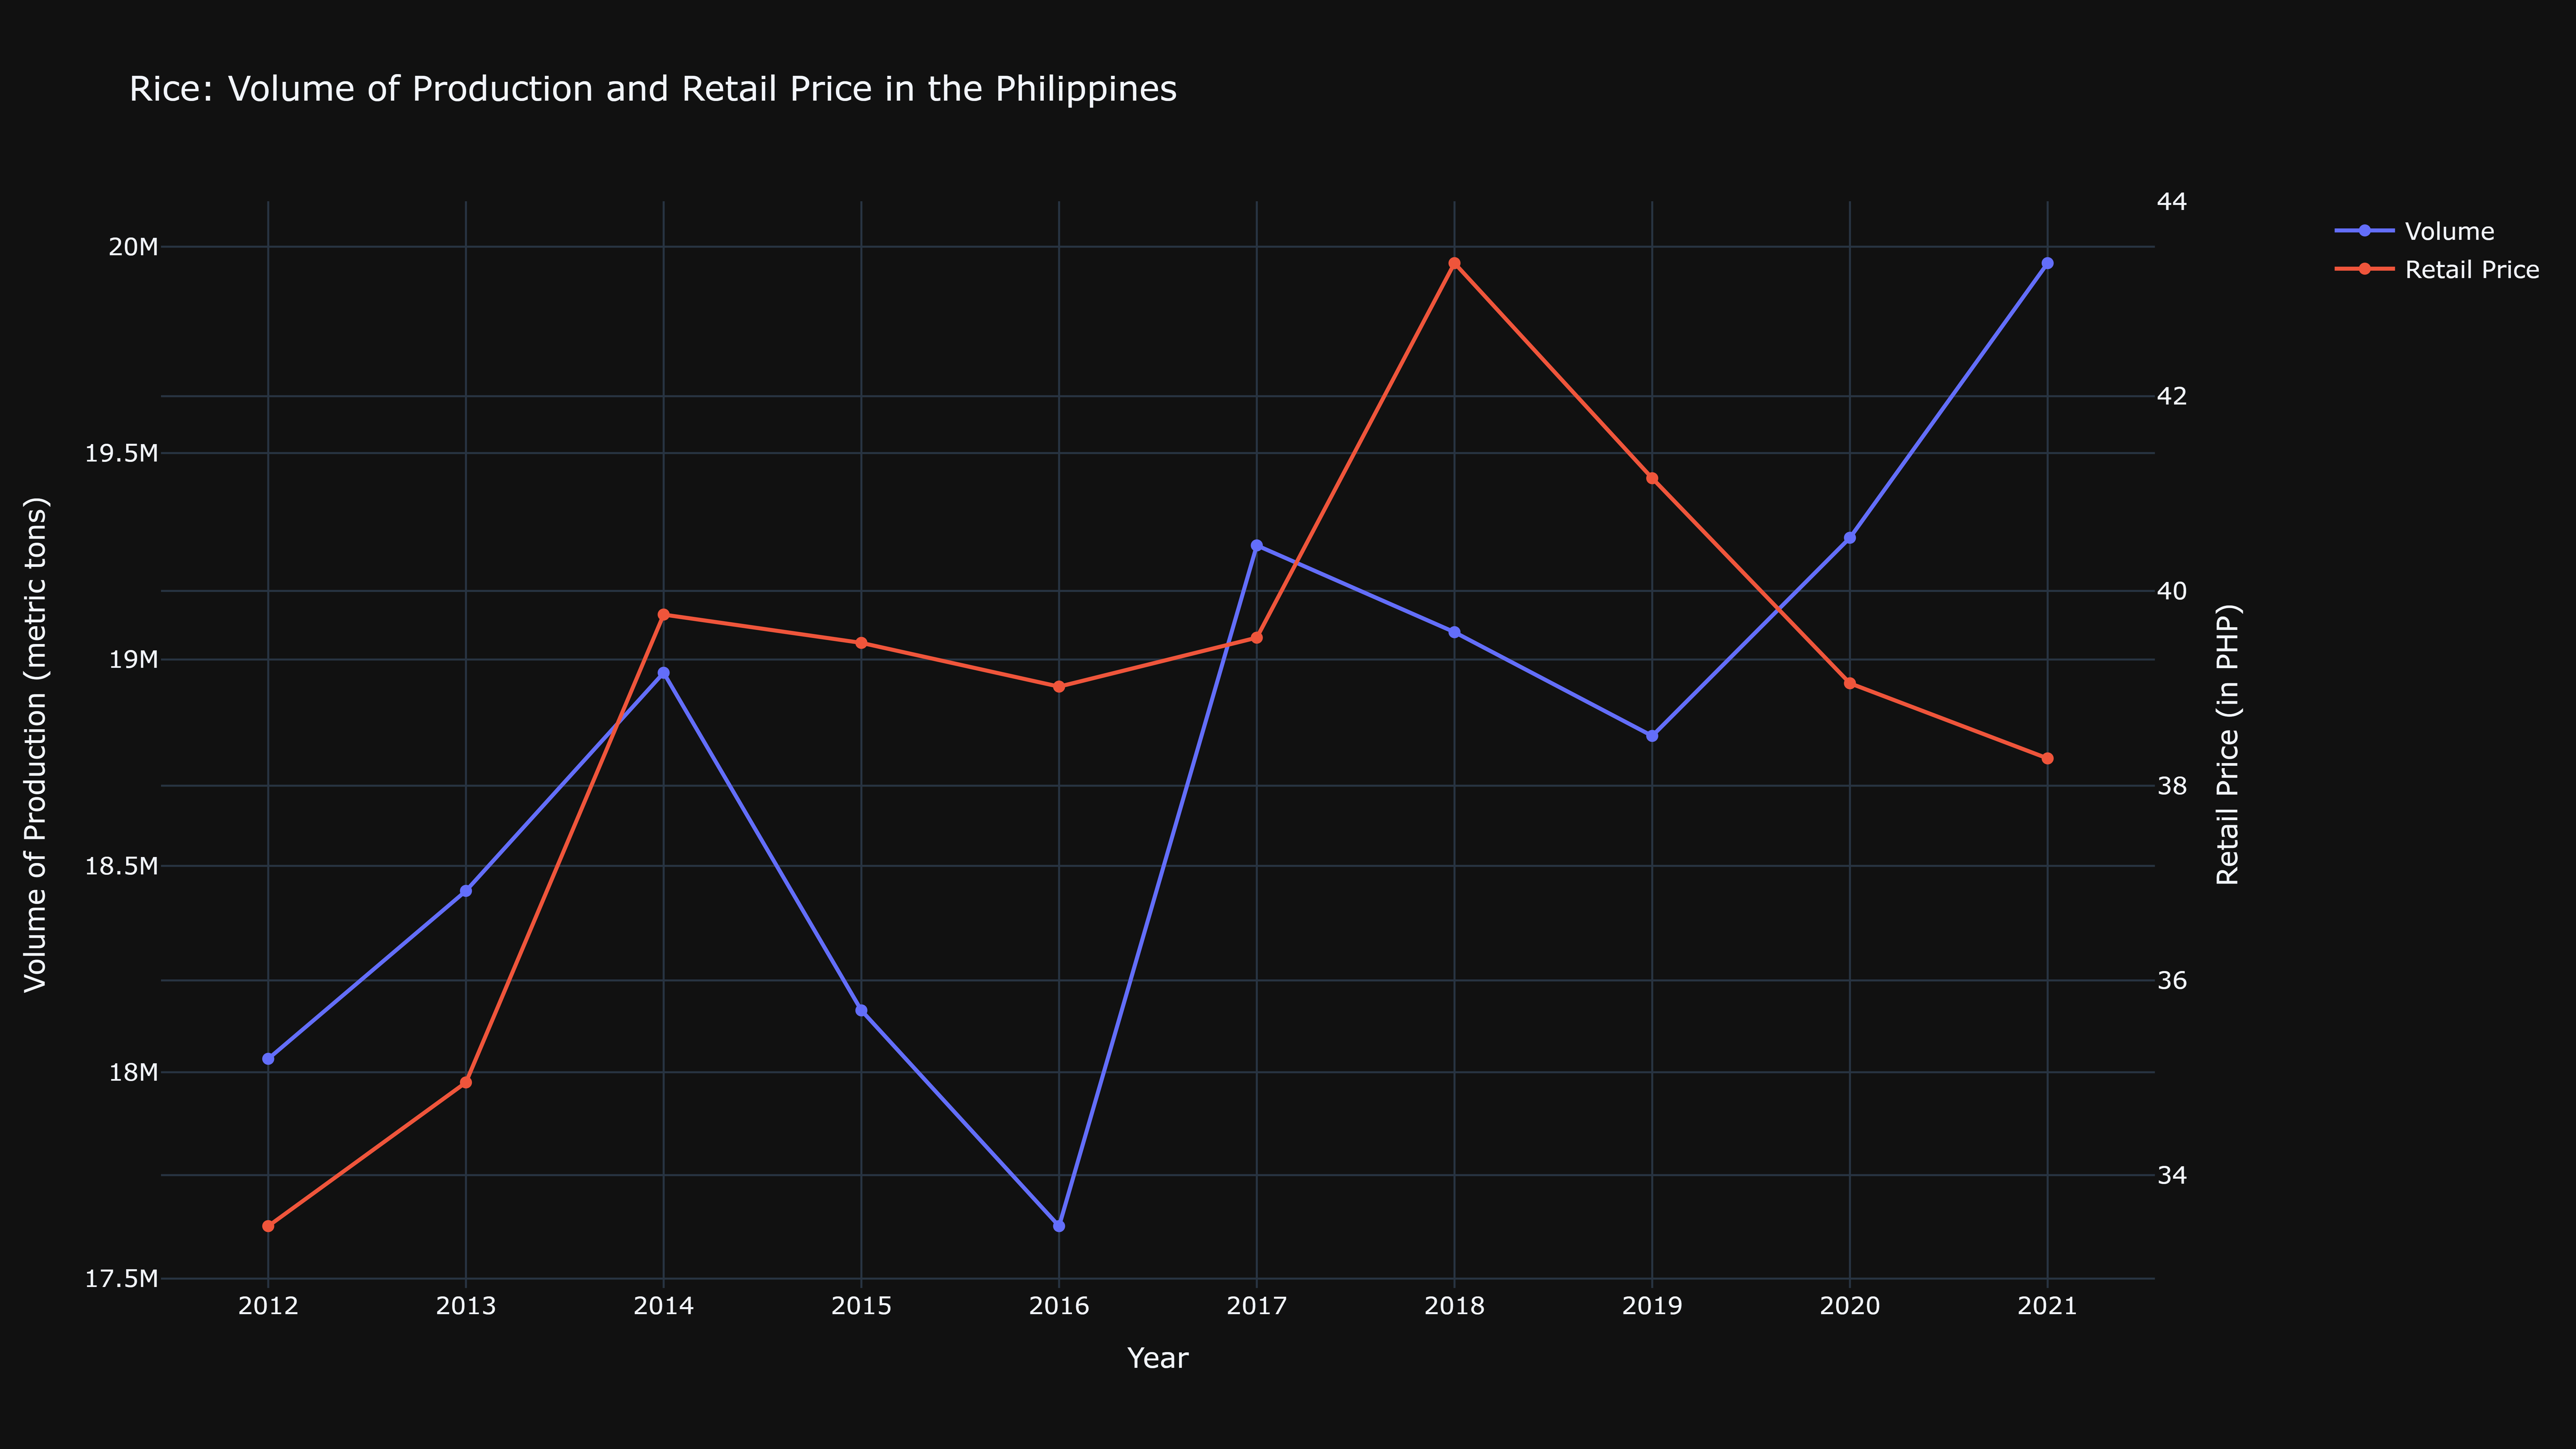 Rice: Volume of Production and Retail Price in the Philippines
Volume
Retail Price
Volume of Production (metric tons)
20M
19.5M
19M
18.5M
18M
17.5M
44
42
40
38
36
34
Retail Price (in PHP)
2012 2013 2014 2015 2016 2017 2018 2019 2020 2021
Year